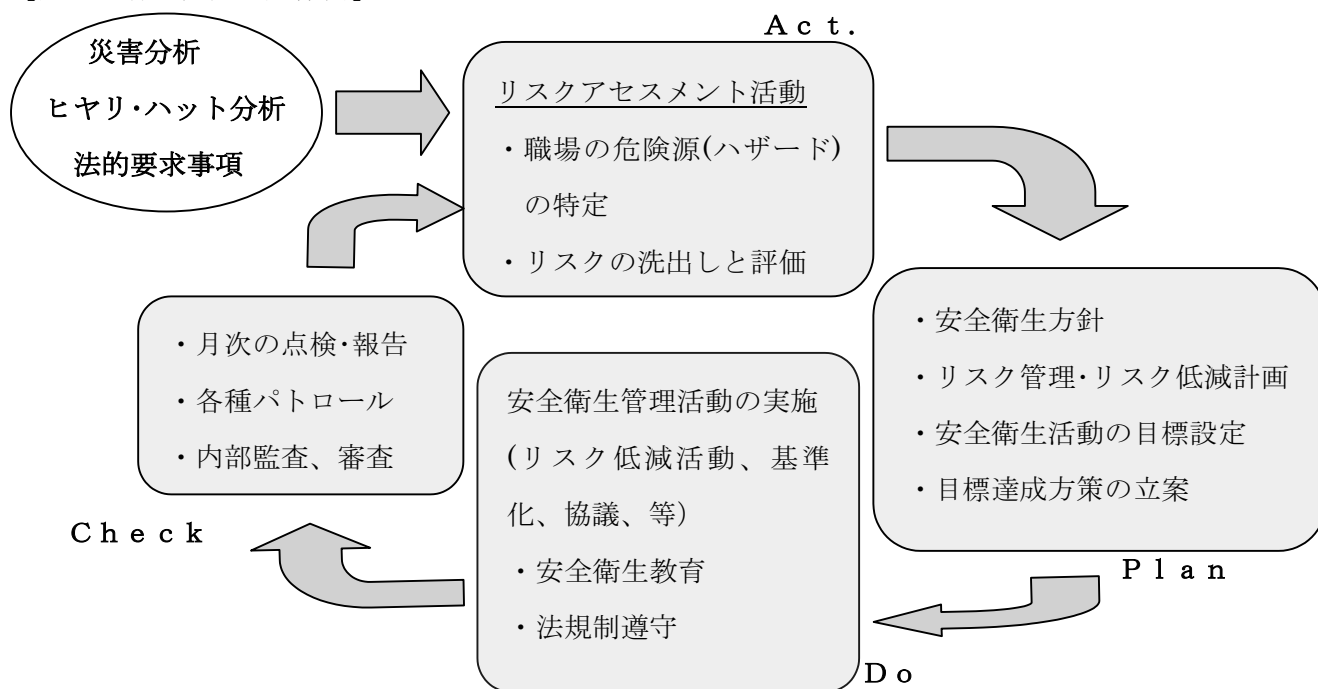 Ａｃｔ.
災害分析
ヒヤリ・ハット分析
法的要求事項
リスクアセスメント活動
・職場の危険源(ハザード)
の特定
・リスクの洗出しと評価
・安全衛生方針
・リスク管理・リスク低減計画
・安全衛生活動の目標設定
・目標達成方策の立案
Ｐｌａｎ
安全衛生管理活動の実施
(リスク低減活動、基準
化、協議、等）
・安全衛生教育
・法規制遵守
Ｄｏ
・月次の点検・報告
・各種パトロール
・内部監査、審査
Ｃｈｅｃｋ